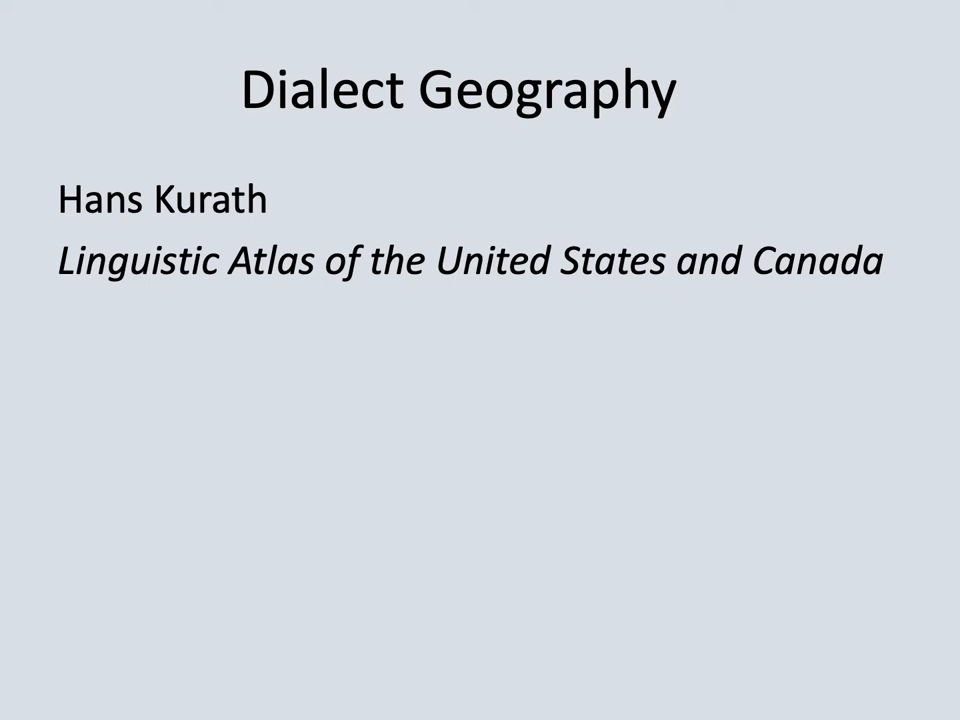 Dialect Geography
Hans Kurath
Linguistic Atlas of the United States and Canada